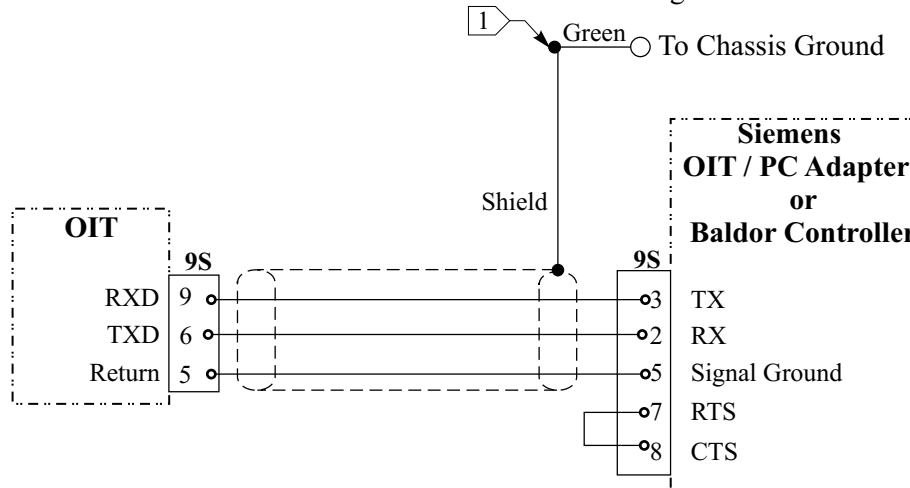 1
Green
To Chassis Ground
Siemens
OIT / PC Adapter
or
Baldor Controller
Shield
OIT
9S
9S
RXD 9
3 TX
TXD 6
2 RX
Return 5
5 Signal Ground
7 RTS
8 CTS